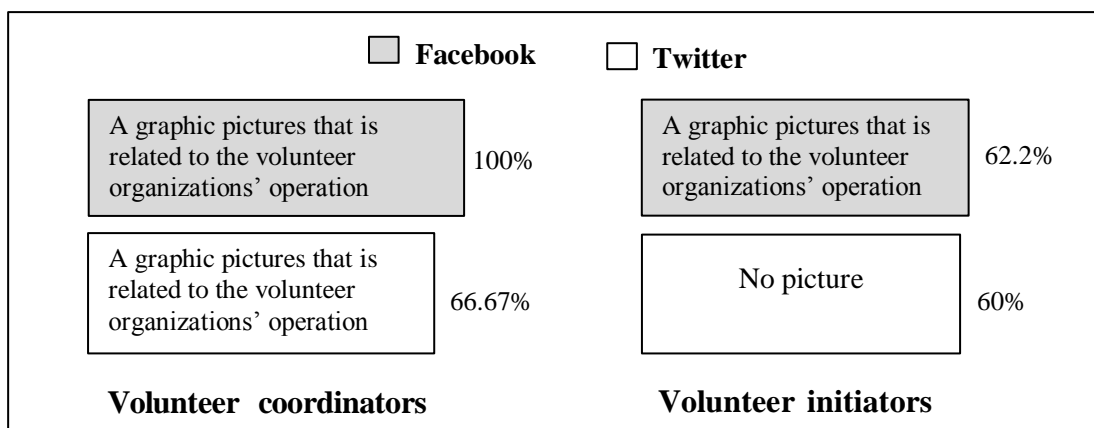 Facebook
Twitter
A graphic pictures that is
related to the volunteer
organizations’ operation
100%
A graphic pictures that is
related to the volunteer
organizations’ operation
62.2%
A graphic pictures that is
related to the volunteer
organizations’ operation
66.67%
No picture
60%
Volunteer coordinators
Volunteer initiators